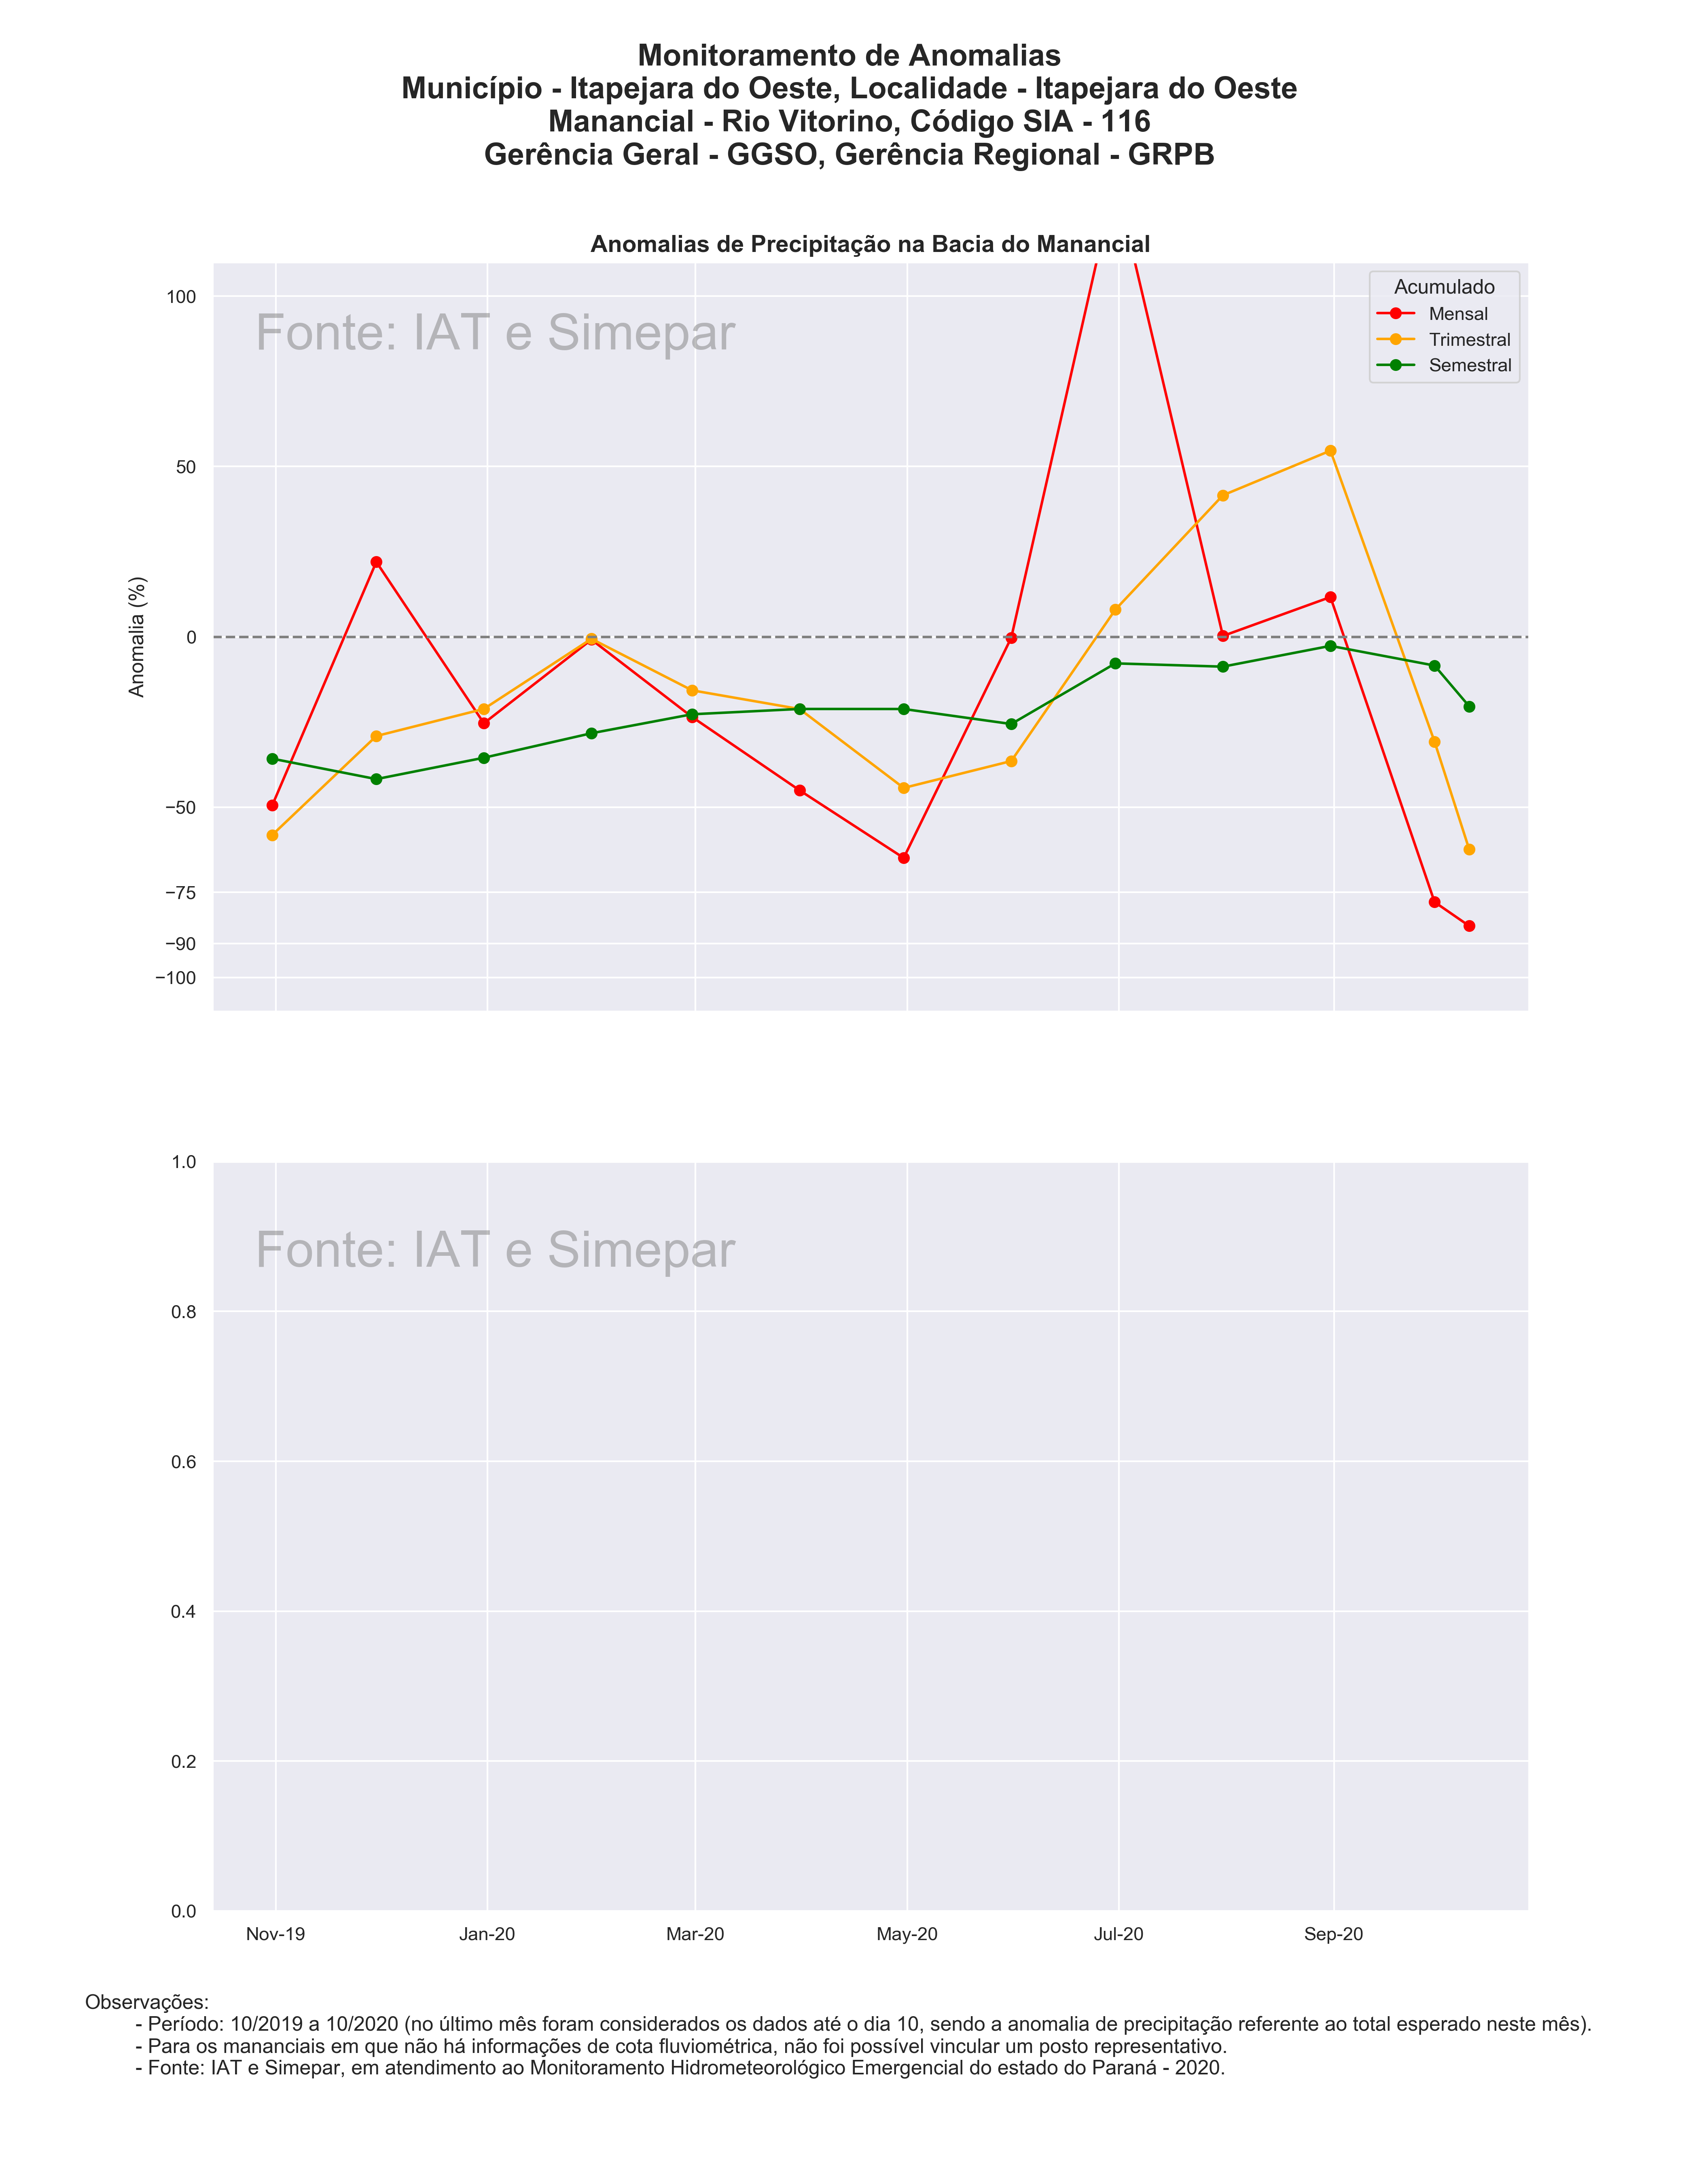 Monitoramento de Anomalias
Município - Itapejara do Oeste, Localidade - Itapejara do Oeste
Manancial - Rio Vitorino, Código SIA - 116
Gerência Geral - GGSO, Gerência Regional - GRPB
Anomalias de Precipitação na Bacia do Manancial
Fonte: IAT e Simepar
Acumulado
Mensal
Trimestral
Semestral
Anomalia (%)
100
50
0
−50
−75
−90
−100
Fonte: IAT e Simepar
1.0
0.8
0.6
0.4
0.2
0.0
Nov-19 Jan-20 Mar-20 May-20 Jul-20 Sep-20
Observações:
- Período: 10/2019 a 10/2020 (no último mês foram considerados os dados até o dia 10, sendo a anomalia de precipitação referente ao total esperado neste mês).
- Para os mananciais em que não há informações de cota fluviométrica, não foi possível vincular um posto representativo.
- Fonte: IAT e Simepar, em atendimento ao Monitoramento Hidrometeorológico Emergencial do estado do Paraná - 2020.